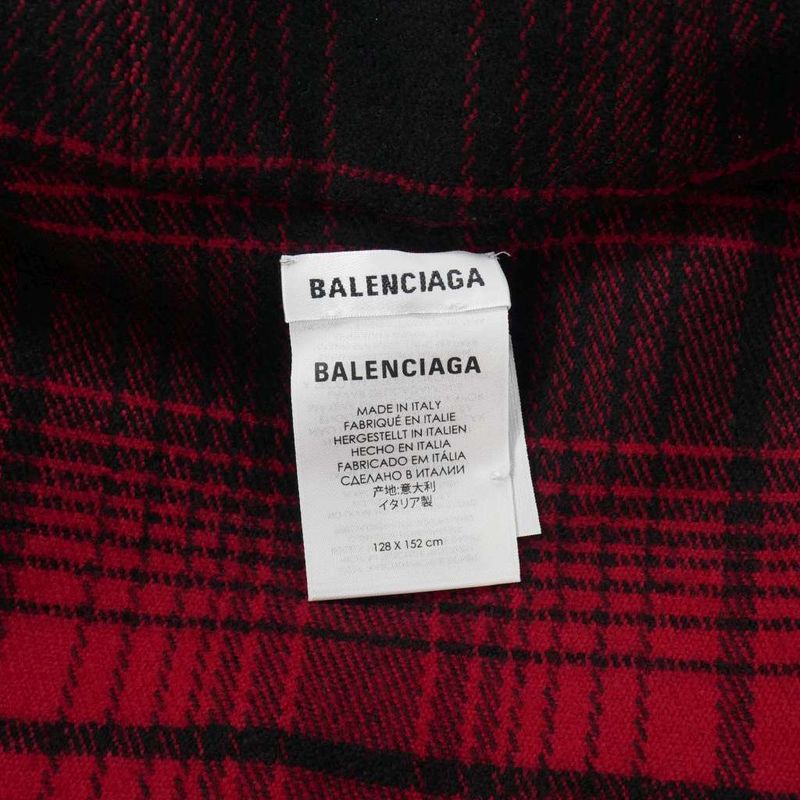 BALENCIAGA
BALENCIAGA
MADE IN ITALY
FABRIQUÉ EN ITALIE
HERGESTELLT IN ITALIEN
HECHO EN ITALIA
FABRICADO EM ITÁLIA
СДЕЛАНО В ИТАЛИИ
产地:意大利
イタリア製
128 X 152 cm